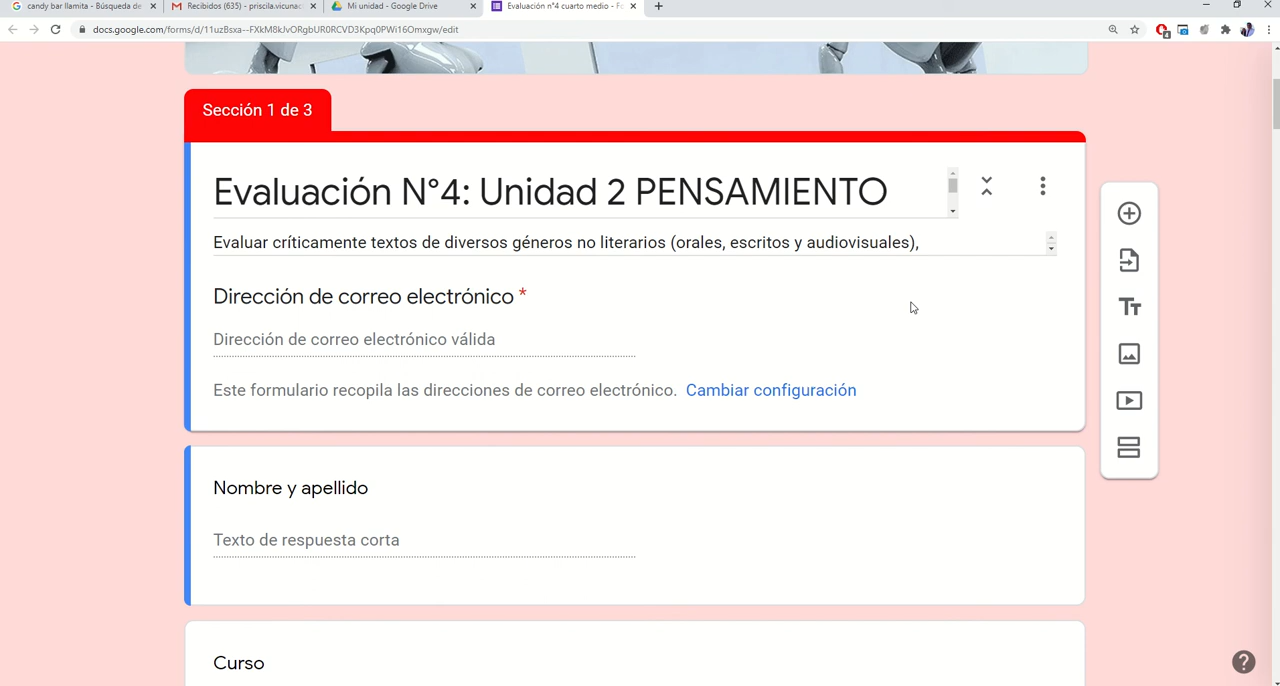 candy bar llamita - Búsqueda de
Recibidos (635) - priscila.vicunac
Mi unidad - Google Drive
Evaluación n°4 cuarto medio - Fo
docs.google.com/forms/d/11uzBsxa--FXkM8kJvORgbUR0RCVD3Kpq0PWi16Omxgw/edit
4
Sección 1 de 3
Evaluación N°4: Unidad 2 PENSAMIENTO
Evaluar críticamente textos de diversos géneros no literarios (orales, escritos y audiovisuales),
Dirección de correo electrónico *
Dirección de correo electrónico válida
Este formulario recopila las direcciones de correo electrónico. Cambiar configuración
Nombre y apellido
Texto de respuesta corta
Curso